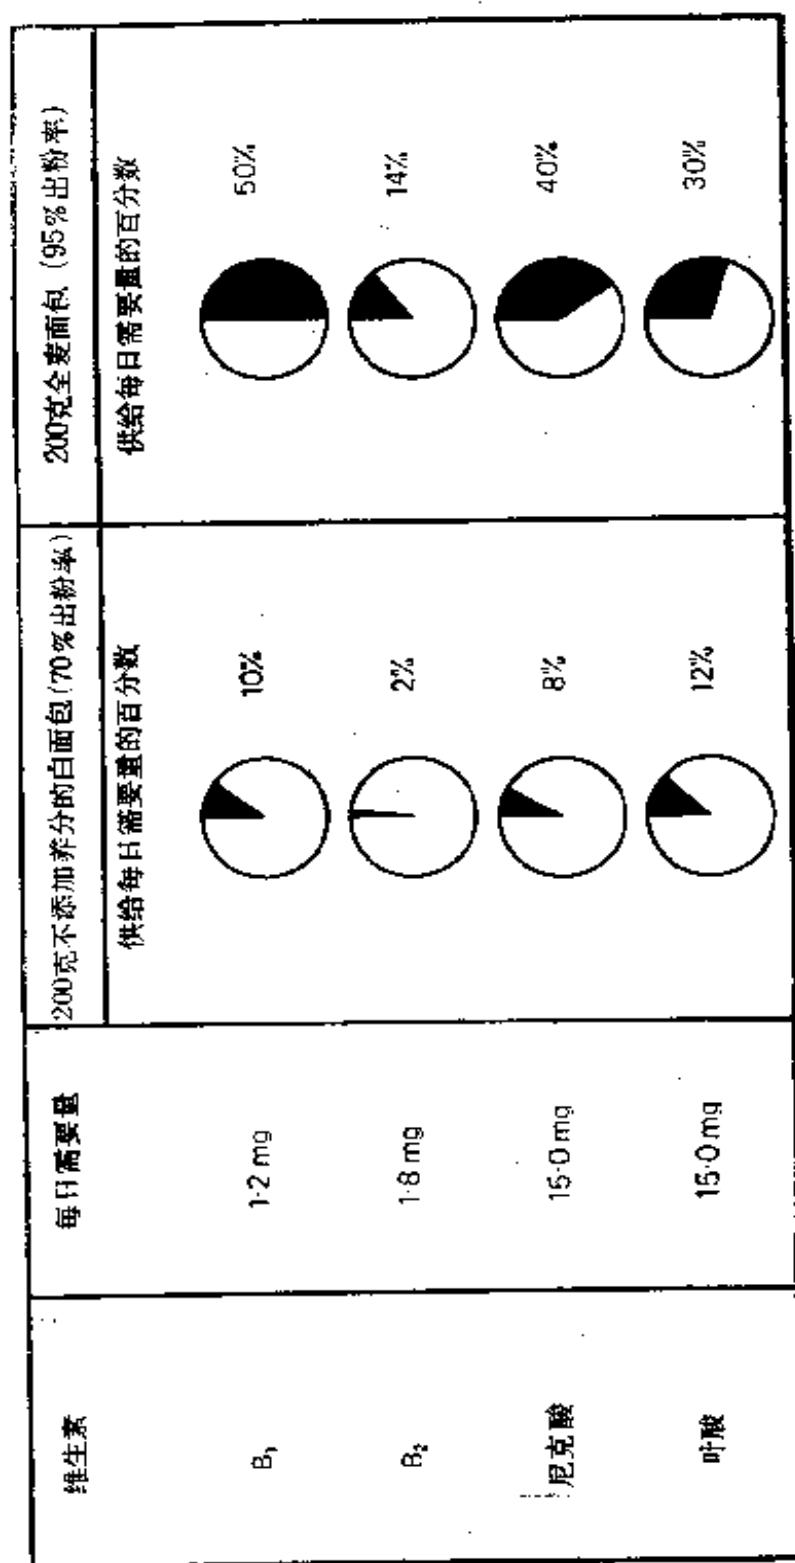 维生素
每日需要量
200克不添加养分的白面包(70%出粉率)
200克全麦面包(95%出粉率)
供给每日需要量的百分数
供给每日需要量的百分数
B₁
1·2 mg
10%
50%
B₂
1·8 mg
2%
14%
尼克酸
15·0 mg
8%
40%
叶酸
15·0 mg
12%
30%